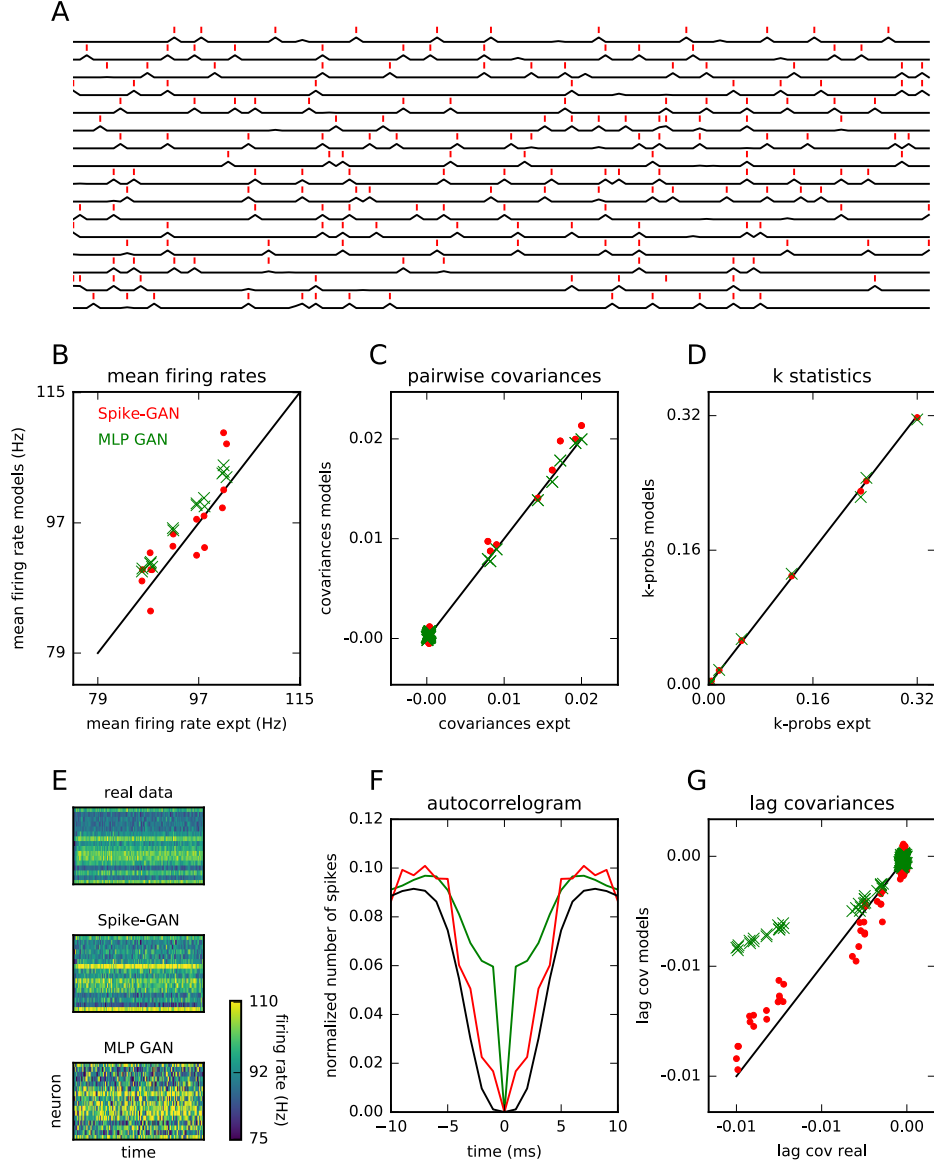 A
B
mean firing rates
115
97
79
79
97
115
mean firing rate models (Hz)
mean firing rate expt (Hz)
Spike-GAN
MLP GAN
C
pairwise covariances
0.02
0.01
-0.00
-0.00
0.01
0.02
covariances models
covariances expt
D
k statistics
0.32
0.16
0.00
0.00
0.16
0.32
k-probs models
k-probs expt
E
real data
Spike-GAN
MLP GAN
neuron
time
110
92
75
firing rate (Hz)
F
autocorrelogram
0.12
0.10
0.08
0.06
0.04
0.02
0.00
−10
−5
0
5
10
normalized number of spikes
time (ms)
G
lag covariances
0.00
-0.01
-0.01
-0.01
-0.01
0.00
lag cov models
lag cov real